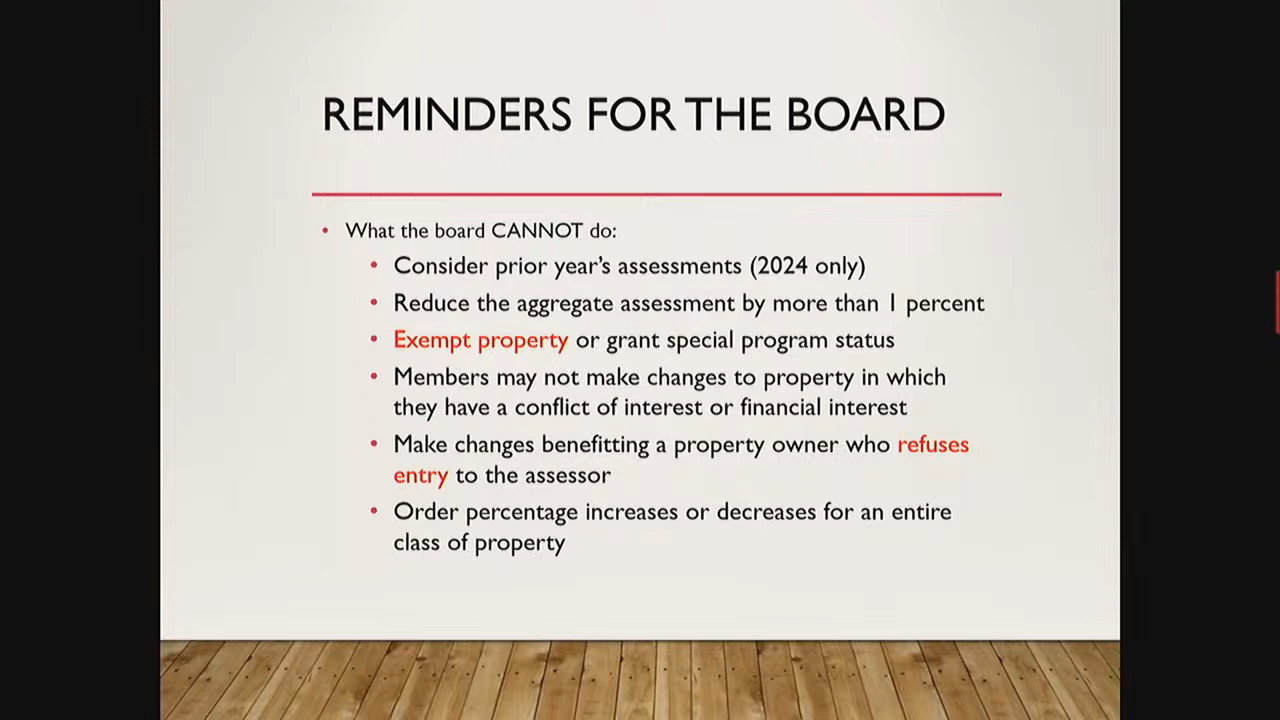 REMINDERS FOR THE BOARD
• What the board CANNOT do:
• Consider prior year's assessments (2024 only)
• Reduce the aggregate assessment by more than 1 percent
• Exempt property or grant special program status
• Members may not make changes to property in which
they have a conflict of interest or financial interest
• Make changes benefitting a property owner who refuses
entry to the assessor
• Order percentage increases or decreases for an entire
class of property